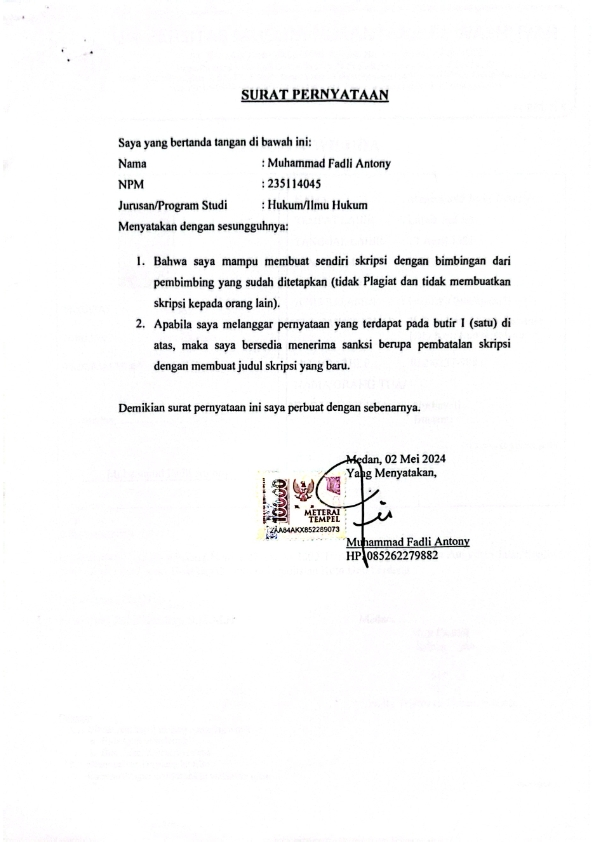 SURAT PERNYATAAN
Saya yang bertanda tangan di bawah ini:
Nama : Muhammad Fadli Antony
NPM : 235114045
Jurusan/Program Studi : Hukum/Ilmu Hukum
Menyatakan dengan sesungguhnya:
1. Bahwa saya mampu membuat sendiri skripsi dengan bimbingan dari
pembimbing yang sudah ditetapkan (tidak Plagiat dan tidak membuatkan
skripsi kepada orang lain).
2. Apabila saya melanggar pernyataan yang terdapat pada butir I (satu) di
atas, maka saya bersedia menerima sanksi berupa pembatalan skripsi
dengan membuat judul skripsi yang baru.
Demikian surat pernyataan ini saya perbuat dengan sebenarnya.
Medan, 02 Mei 2024
Yang Menyatakan,
10000
METERAI
TEMPEL
2AA84AKX852289073
Muhammad Fadli Antony
HP. 085262279882